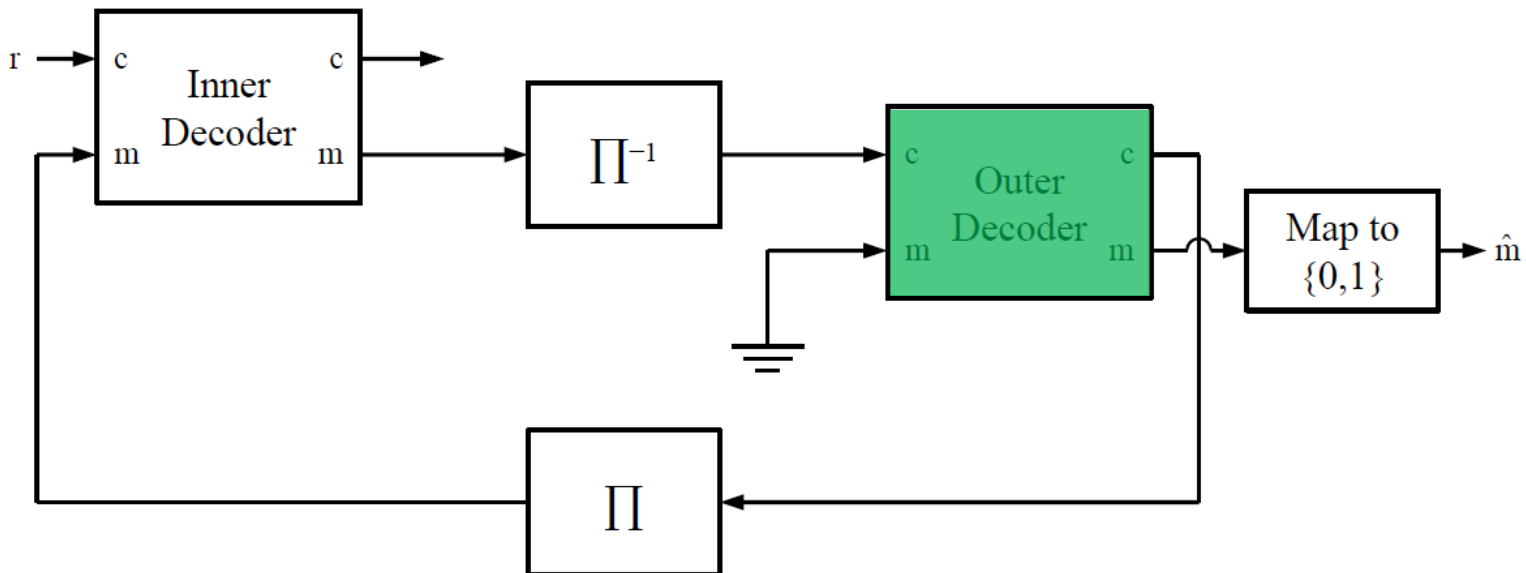 r
c
c
Inner
Decoder
m
m
∏⁻¹
c
c
Outer
Decoder
m
m
Map to
{0,1}
m̂
∏